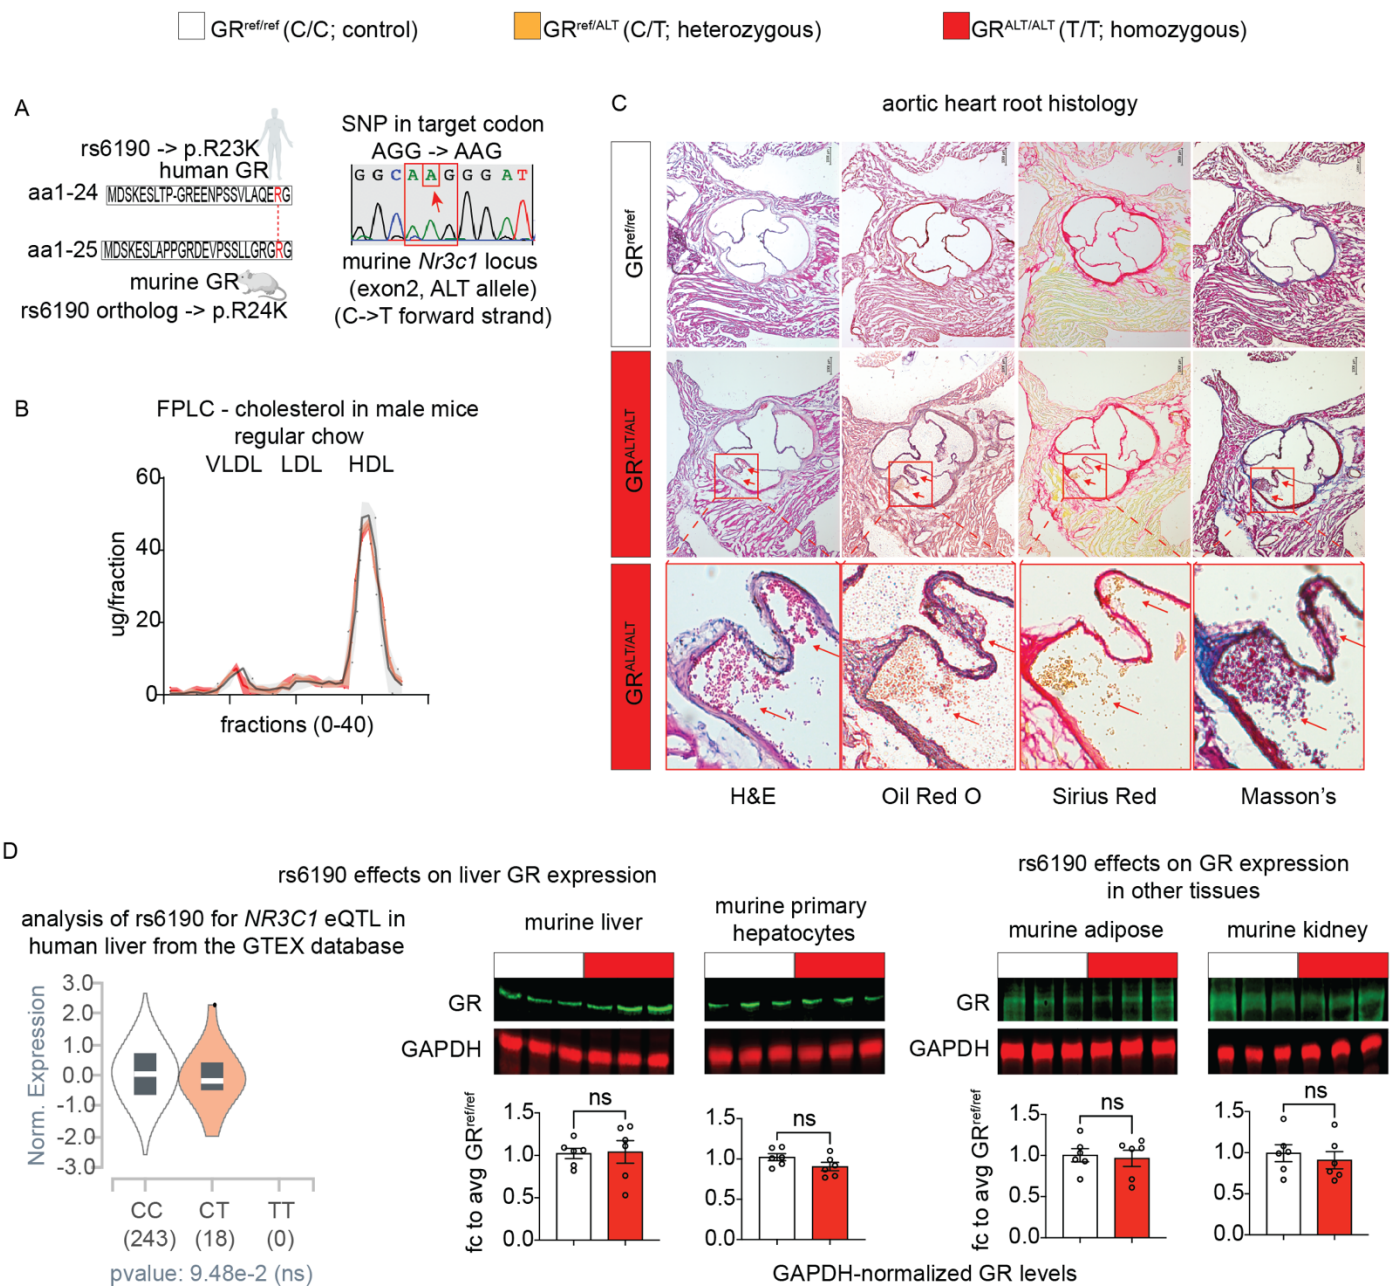 GRref/ref (C/C; control)
GRref/ALT (C/T; heterozygous)
GRALT/ALT (T/T; homozygous)
A
rs6190 -> p.R23K
human GR
aa1-24 MDSKESLTP-GREENPSSVLAQERG
aa1-25 MDSKESLAPPGRDEVPSSLLGRGRG
murine GR
rs6190 ortholog -> p.R24K
SNP in target codon
AGG -> AAG
G G C A A G G G A T
murine Nr3c1 locus
(exon2, ALT allele)
(C->T forward strand)
B
FPLC - cholesterol in male mice
regular chow
VLDL LDL HDL
60
40
20
0
ug/fraction
fractions (0-40)
C
aortic heart root histology
GRref/ref
GRALT/ALT
GRALT/ALT
H&E
Oil Red O
Sirius Red
Masson's
D
rs6190 effects on liver GR expression
analysis of rs6190 for NR3C1 eQTL in
human liver from the GTEX database
3.0
2.0
1.0
0.0
-1.0
-2.0
-3.0
Norm. Expression
CC CT TT
(243) (18) (0)
pvalue: 9.48e-2 (ns)
murine liver
murine primary
hepatocytes
GR
GAPDH
fc to avg GRref/ref
1.5
1.0
0.5
0.0
ns
1.5
1.0
0.5
0.0
ns
rs6190 effects on GR expression
in other tissues
murine adipose
murine kidney
GR
GAPDH
fc to avg GRref/ref
1.5
1.0
0.5
0.0
ns
1.5
1.0
0.5
0.0
ns
GAPDH-normalized GR levels